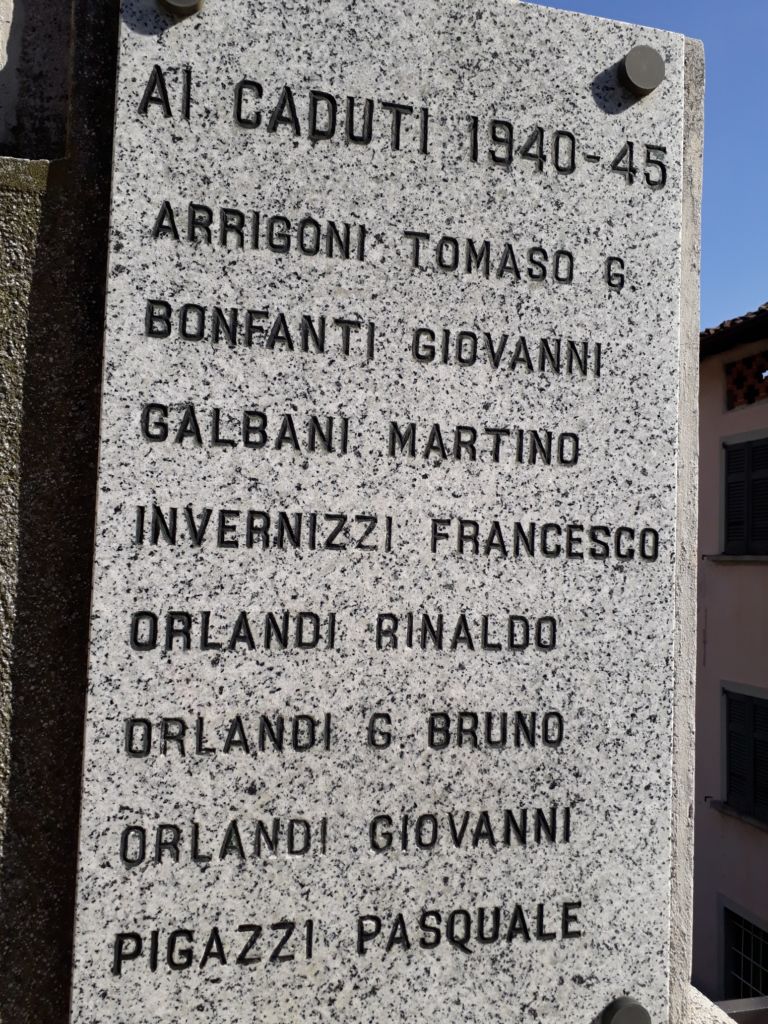 AI CADUTI 1940-45
ARRIGONI TOMASO G.
BONFANTI GIOVANNI
GALBANI MARTINO
INVERNIZZI FRANCESCO
ORLANDI RINALDO
ORLANDI G. BRUNO
ORLANDI GIOVANNI
PIGAZZI PASQUALE